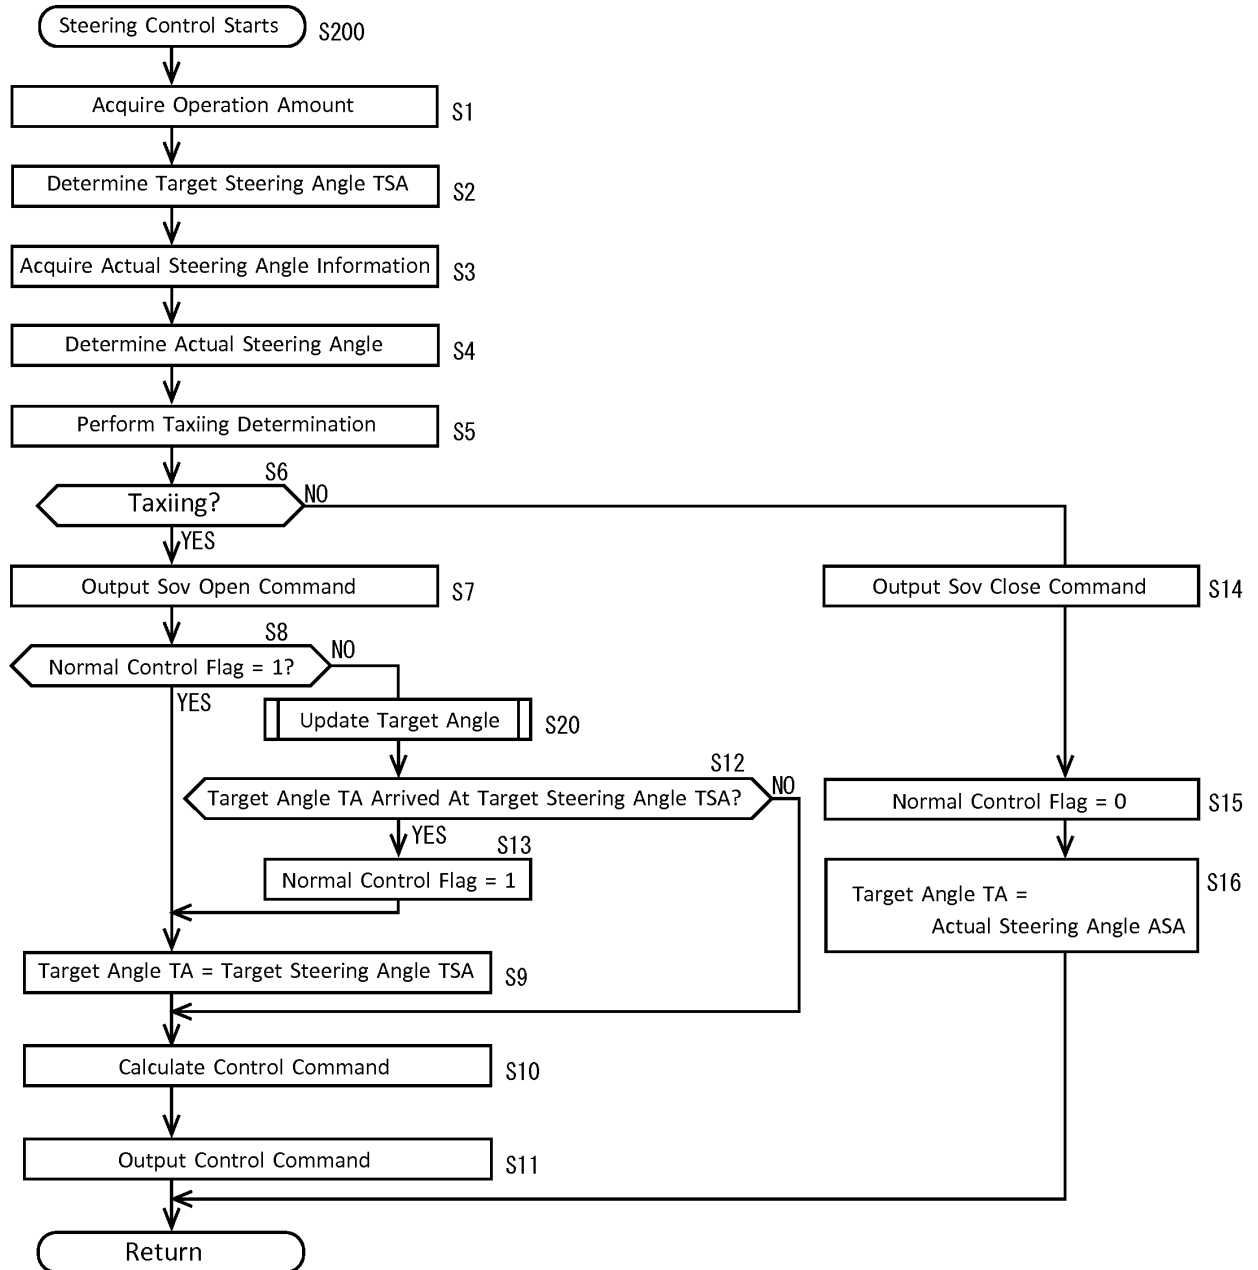 Steering Control Starts
S200
Acquire Operation Amount
S1
Determine Target Steering Angle TSA
S2
Acquire Actual Steering Angle Information
S3
Determine Actual Steering Angle
S4
Perform Taxiing Determination
S5
S6
Taxiing?
NO
YES
Output Sov Open Command
S7
Output Sov Close Command
S14
S8
Normal Control Flag = 1?
NO
YES
Update Target Angle
S20
S12
Target Angle TA Arrived At Target Steering Angle TSA?
NO
YES
Normal Control Flag = 0
S15
S13
Normal Control Flag = 1
Target Angle TA =
Actual Steering Angle ASA
S16
Target Angle TA = Target Steering Angle TSA
S9
Calculate Control Command
S10
Output Control Command
S11
Return